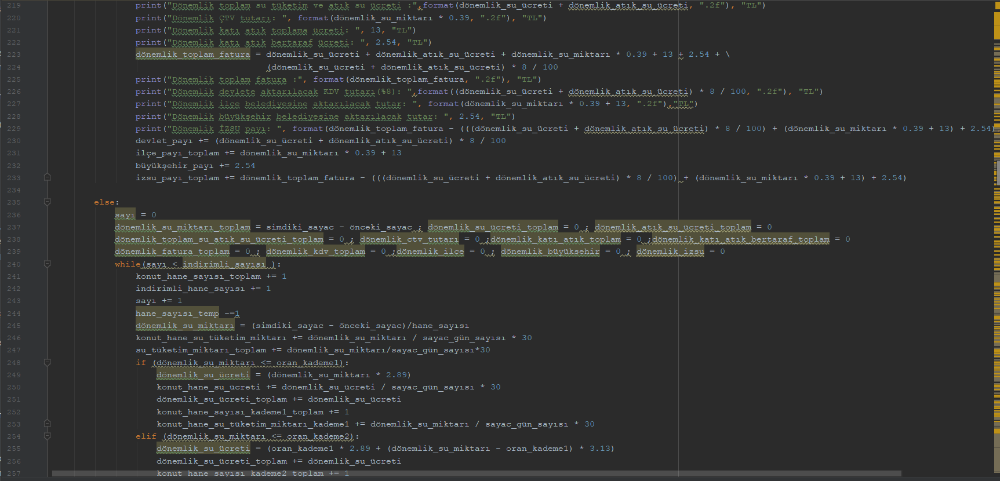 219 print("Dönemlik toplam su tüketim ve atık su ücreti :",format(dönemlik_su_ücreti + dönemlik_atık_su_ücreti, ".2f"), "TL")
220 print("Dönemlik ÇTV tutarı: ", format(dönemlik_su_miktarı * 0.39, ".2f"), "TL")
221 print("Dönemlik katı atık toplama ücreti: ", 13, "TL")
222 print("Dönemlik katı atık bertaraf ücreti: ", 2.54, "TL")
223 dönemlik_toplam_fatura = dönemlik_su_ücreti + dönemlik_atık_su_ücreti + dönemlik_su_miktarı * 0.39 + 13 + 2.54 + \
224 (dönemlik_su_ücreti + dönemlik_atık_su_ücreti) * 8 / 100
225 print("Dönemlik toplam fatura :", format(dönemlik_toplam_fatura, ".2f"), "TL")
226 print("Dönemlik devlete aktarılacak KDV tutarı(%8): ",format((dönemlik_su_ücreti + dönemlik_atık_su_ücreti) * 8 / 100, ".2f"), "TL")
227 print("Dönemlik ilçe belediyesine aktarılacak tutar: ", format(dönemlik_su_miktarı * 0.39 + 13, ".2f"),"TL")
228 print("Dönemlik büyükşehir belediyesine aktarılacak tutar: ", 2.54, "TL")
229 print("Dönemlik İZSU payı: ", format(dönemlik_toplam_fatura - (((dönemlik_su_ücreti + dönemlik_atık_su_ücreti) * 8 / 100) + (dönemlik_su_miktarı * 0.39 + 13) + 2.54)
230 devlet_payı += (dönemlik_su_ücreti + dönemlik_atık_su_ücreti) * 8 / 100
231 ilçe_payı_toplam += dönemlik_su_miktarı * 0.39 + 13
232 büyükşehir_payı += 2.54
233 izsu_payı_toplam += dönemlik_toplam_fatura - (((dönemlik_su_ücreti + dönemlik_atık_su_ücreti) * 8 / 100) + (dönemlik_su_miktarı * 0.39 + 13) + 2.54)
234
235 else:
236 sayı = 0
237 dönemlik_su_miktarı_toplam = simdiki_sayac - önceki_sayac ; dönemlik_su_ücreti_toplam = 0 ; dönemlik_atık_su_ücreti_toplam = 0
238 dönemlik_toplam_su_atık_su_ücreti_toplam = 0 ; dönemlik_ctv_tutarı = 0 ;dönemlik_katı_atık_toplam = 0 ;dönemlik_katı_atık_bertaraf_toplam = 0
239 dönemlik_fatura_toplam = 0 ; dönemlik_kdv_toplam = 0 ;dönemlik_ilce = 0 ; dönemlik_büyüksehir = 0 ; dönemlik_izsu = 0
240 while(sayı < indirimli_sayısı ):
241 konut_hane_sayısı_toplam += 1
242 indirimli_hane_sayısı += 1
243 sayı += 1
244 hane_sayısı_temp -=1
245 dönemlik_su_miktarı = (simdiki_sayac - önceki_sayac)/hane_sayısı
246 konut_hane_su_tüketim_miktarı += dönemlik_su_miktarı / sayac_gün_sayısı * 30
247 su_tüketim_miktarı_toplam += dönemlik_su_miktarı/sayac_gün_sayısı*30
248 if (dönemlik_su_miktarı <= oran_kademe1):
249 dönemlik_su_ücreti = (dönemlik_su_miktarı * 2.89)
250 konut_hane_su_ücreti += dönemlik_su_ücreti / sayac_gün_sayısı * 30
251 dönemlik_su_ücreti_toplam += dönemlik_su_ücreti
252 konut_hane_sayısı_kademe1_toplam += 1
253 konut_hane_su_tüketim_miktarı_kademe1 += dönemlik_su_miktarı / sayac_gün_sayısı * 30
254 elif (dönemlik_su_miktarı <= oran_kademe2):
255 dönemlik_su_ücreti = (oran_kademe1 * 2.89 + (dönemlik_su_miktarı - oran_kademe1) * 3.13)
256 dönemlik_su_ücreti_toplam += dönemlik_su_ücreti
257 konut_hane_sayısı_kademe2_toplam += 1